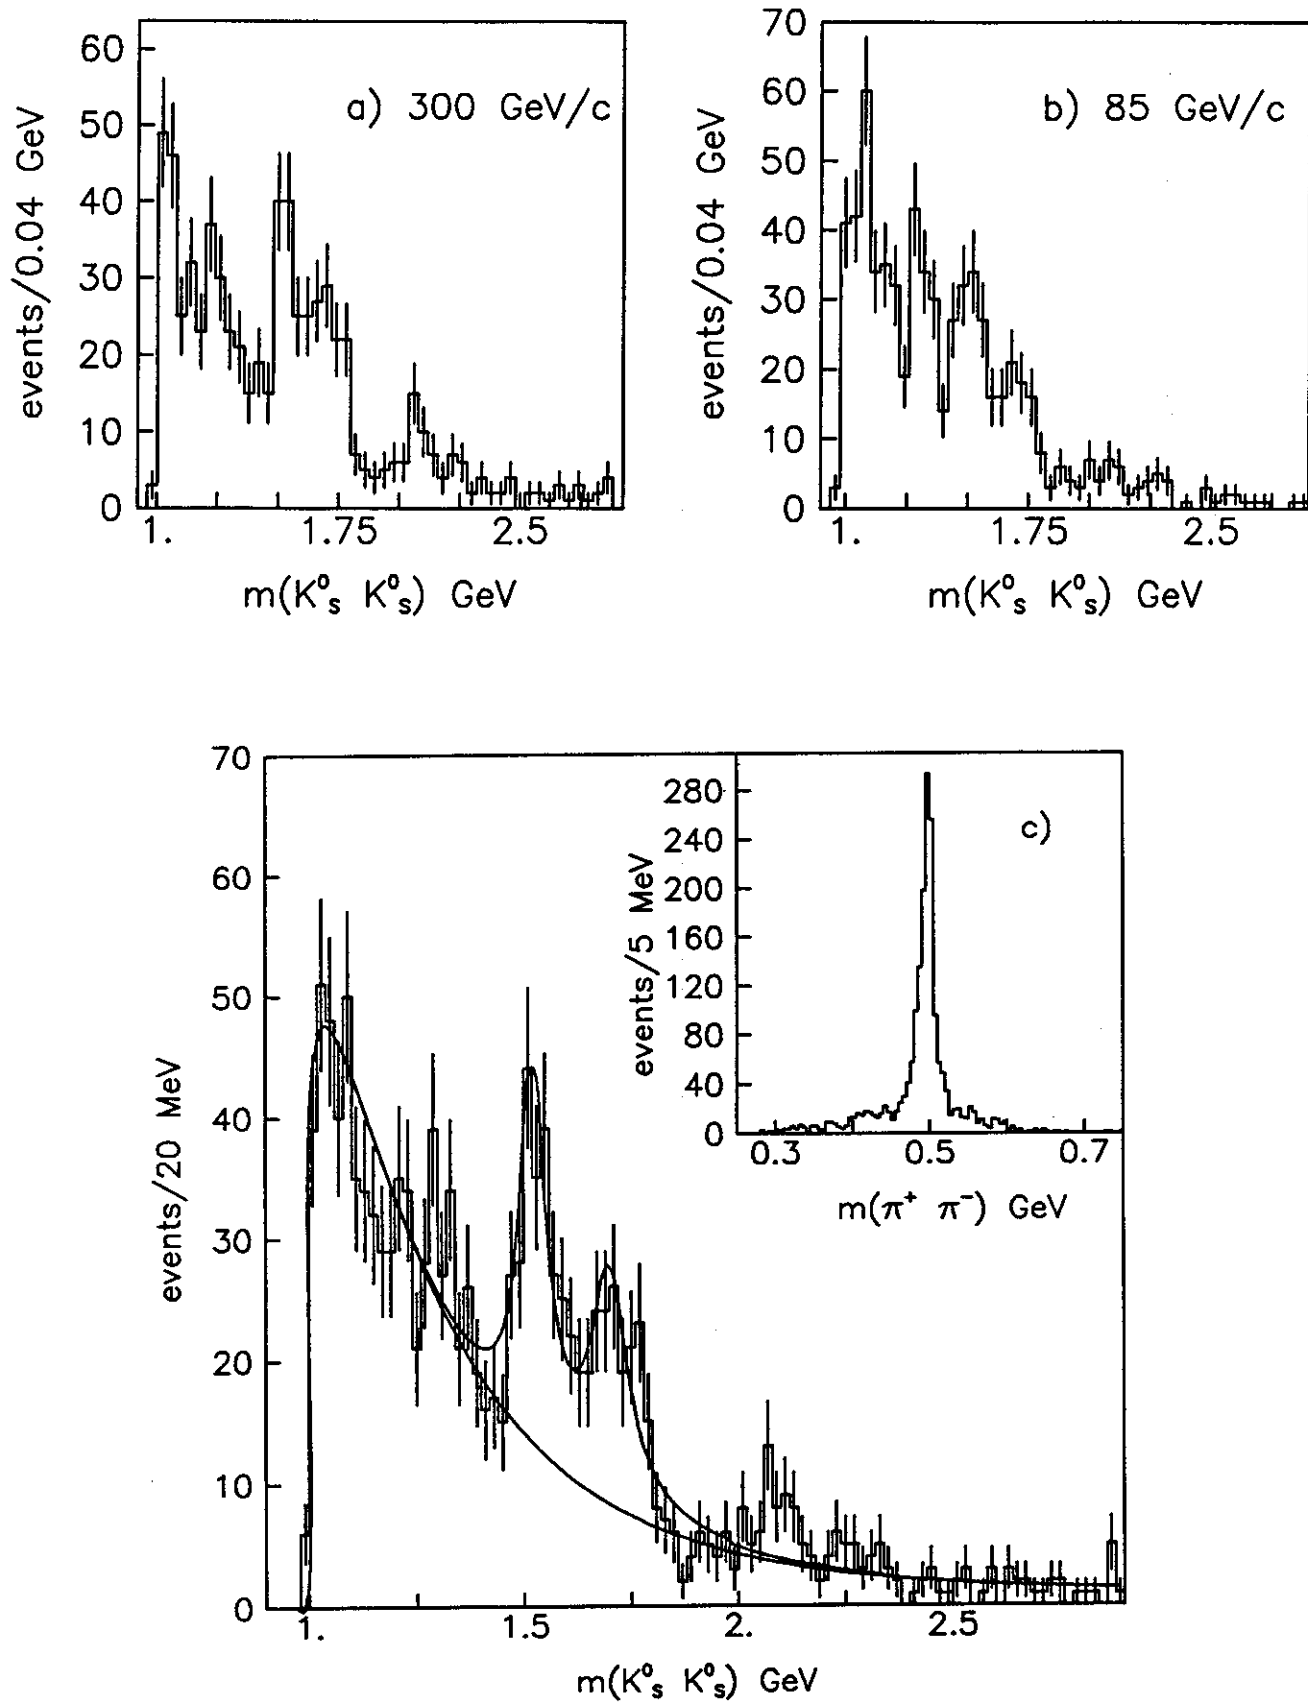 a) 300 GeV/c
60
50
40
30
20
10
0
events/0.04 GeV
1. 1.75 2.5
m(K⁰ₛ K⁰ₛ) GeV
b) 85 GeV/c
70
60
50
40
30
20
10
0
events/0.04 GeV
1. 1.75 2.5
m(K⁰ₛ K⁰ₛ) GeV
70
60
50
40
30
20
10
0
events/20 MeV
1. 1.5 2. 2.5
m(K⁰ₛ K⁰ₛ) GeV
c)
280
240
200
160
120
80
40
0
events/5 MeV
0.3 0.5 0.7
m(π⁺ π⁻) GeV